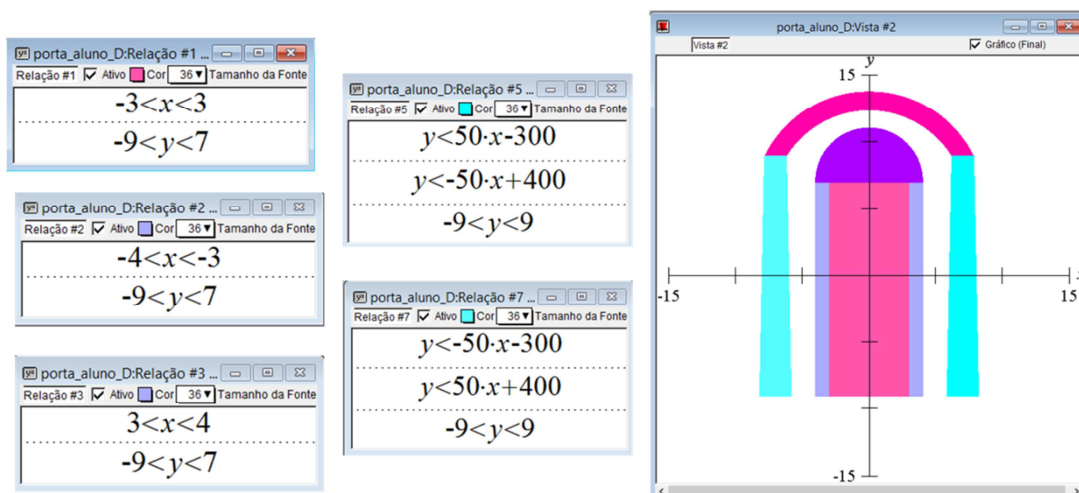 porta_aluno_D:Relação #1 ...
Relação #1 Ativo Cor 36 Tamanho da Fonte
-3<x<3
-9<y<7
porta_aluno_D:Relação #2 ...
Relação #2 Ativo Cor 36 Tamanho da Fonte
-4<x<-3
-9<y<7
porta_aluno_D:Relação #3 ...
Relação #3 Ativo Cor 36 Tamanho da Fonte
3<x<4
-9<y<7
porta_aluno_D:Relação #5 ...
Relação #5 Ativo Cor 36 Tamanho da Fonte
y<50·x-300
y<-50·x+400
-9<y<9
porta_aluno_D:Relação #7 ...
Relação #7 Ativo Cor 36 Tamanho da Fonte
y<-50·x-300
y<50·x+400
-9<y<9
porta_aluno_D:Vista #2
Vista #2 Gráfico (Final)
y
15
-15 15
-15